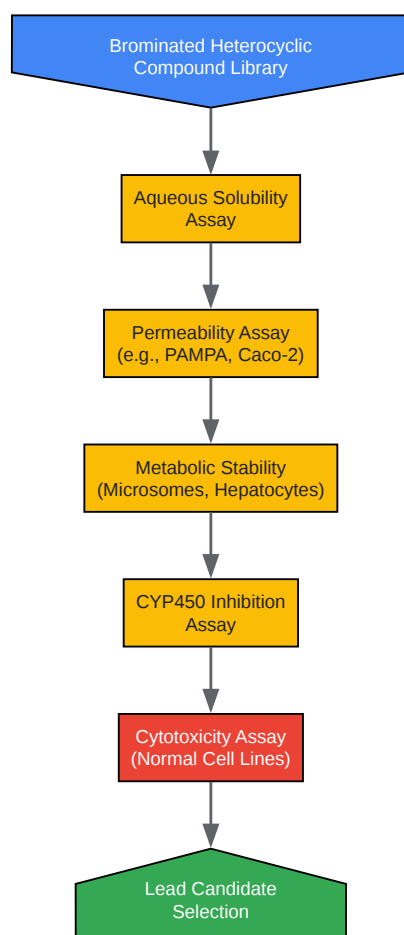 Brominated Heterocyclic
Compound Library
Aqueous Solubility
Assay
Permeability Assay
(e.g., PAMPA, Caco-2)
Metabolic Stability
(Microsomes, Hepatocytes)
CYP450 Inhibition
Assay
Cytotoxicity Assay
(Normal Cell Lines)
Lead Candidate
Selection